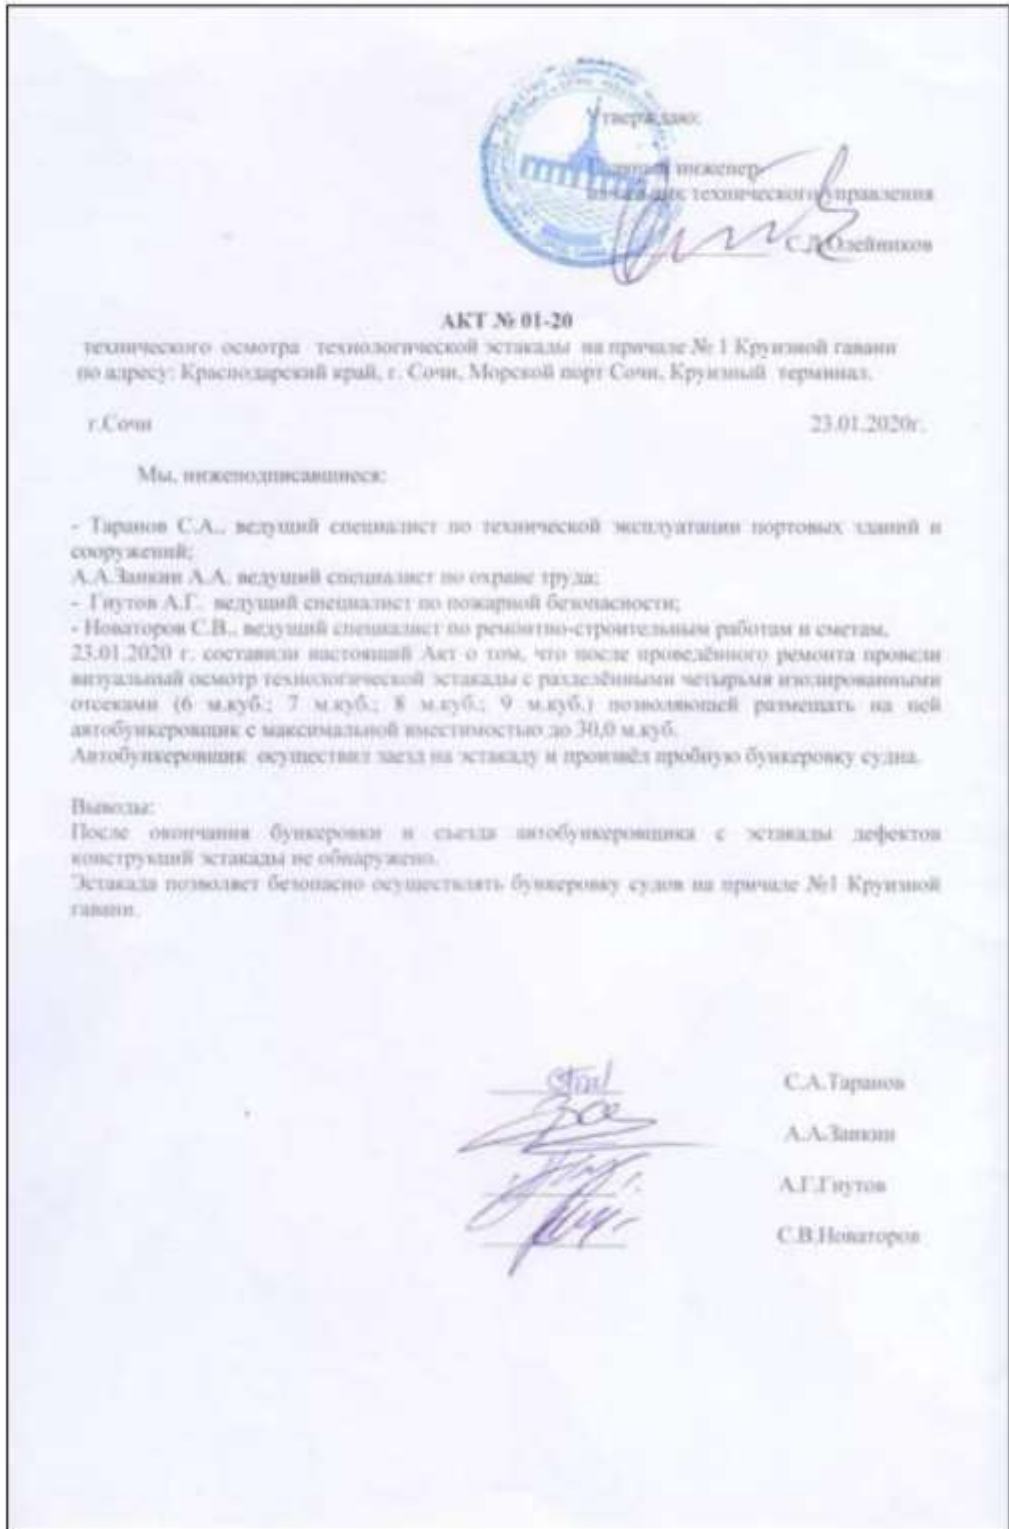 Утверждаю:
Главный инженер-
начальник технического управления
С.Д.Олейников
АКТ № 01-20
технического осмотра технологической эстакады на причале № 1 Круизной гавани
по адресу: Краснодарский край, г. Сочи, Морской порт Сочи, Круизный терминал.
г.Сочи 23.01.2020г.
Мы, нижеподписавшиеся:
- Таранов С.А., ведущий специалист по технической эксплуатации портовых зданий и
сооружений;
А.А.Заикин А.А. ведущий специалист по охране труда;
- Гнутов А.Г. ведущий специалист по пожарной безопасности;
- Новаторов С.В., ведущий специалист по ремонтно-строительным работам и сметам,
23.01.2020 г. составили настоящий Акт о том, что после проведённого ремонта провели
визуальный осмотр технологической эстакады с разделёнными четырьмя изолированными
отсеками (6 м.куб.; 7 м.куб.; 8 м.куб.; 9 м.куб.) позволяющей размещать на ней
автобункеровщик с максимальной вместимостью до 30,0 м.куб.
Автобункеровщик осуществил заезд на эстакаду и произвёл пробную бункеровку судна.
Выводы:
После окончания бункеровки и съезда автобункеровщика с эстакады дефектов
конструкций эстакады не обнаружено.
Эстакада позволяет безопасно осуществлять бункеровку судов на причале №1 Круизной
гавани.
С.А.Таранов
А.А.Заикин
А.Г.Гнутов
С.В.Новаторов